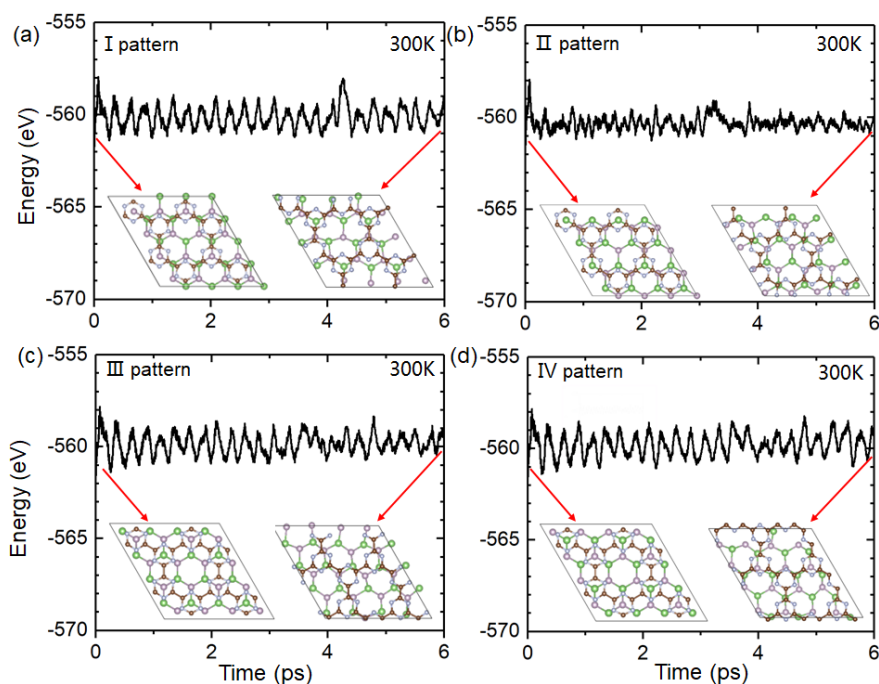 (a)
-555
I pattern
300K
-560
-565
-570
0
2
4
6
Energy (eV)
(b)
-555
II pattern
300K
-560
-565
-570
0
2
4
6
(c)
-555
III pattern
300K
-560
-565
-570
0
2
4
6
Energy (eV)
Time (ps)
(d)
-555
IV pattern
300K
-560
-565
-570
0
2
4
6
Time (ps)